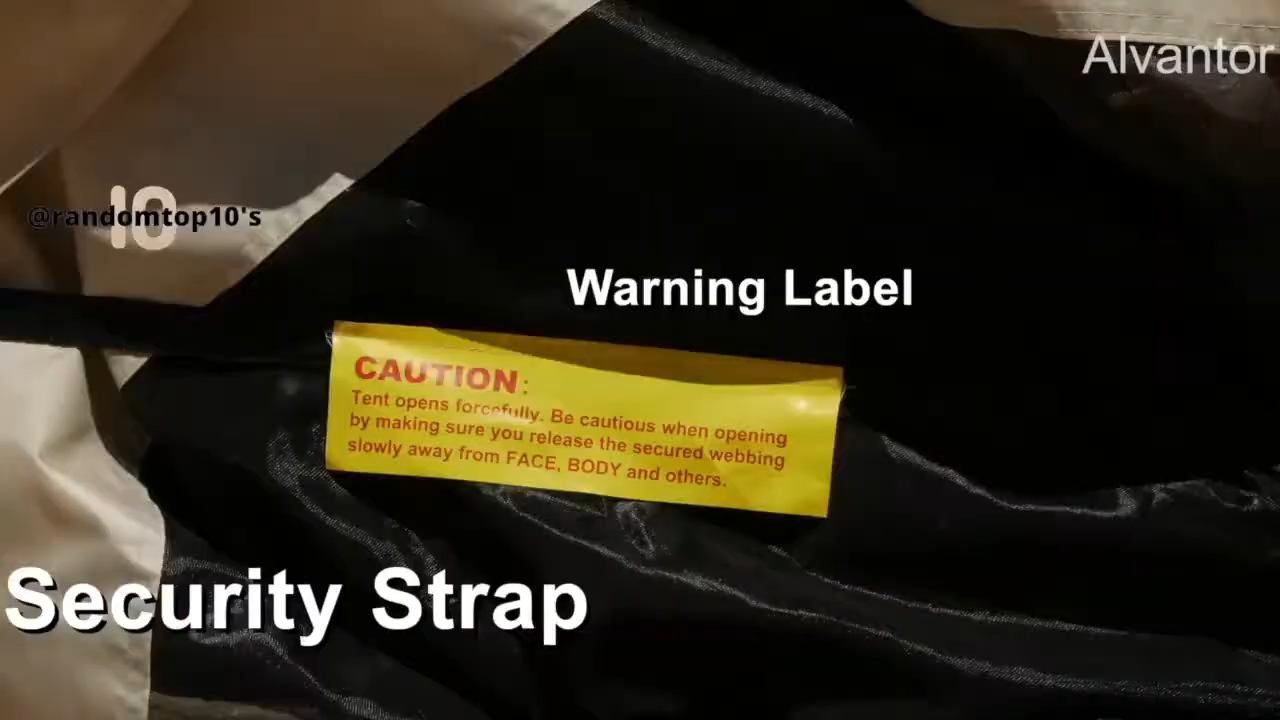 Alvantor
10
@randomtop10's
Warning Label
CAUTION:
Tent opens forcefully. Be cautious when opening
by making sure you release the secured webbing
slowly away from FACE, BODY and others.
Security Strap